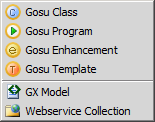 Gosu Class
Gosu Program
Gosu Enhancement
Gosu Template
GX Model
Webservice Collection